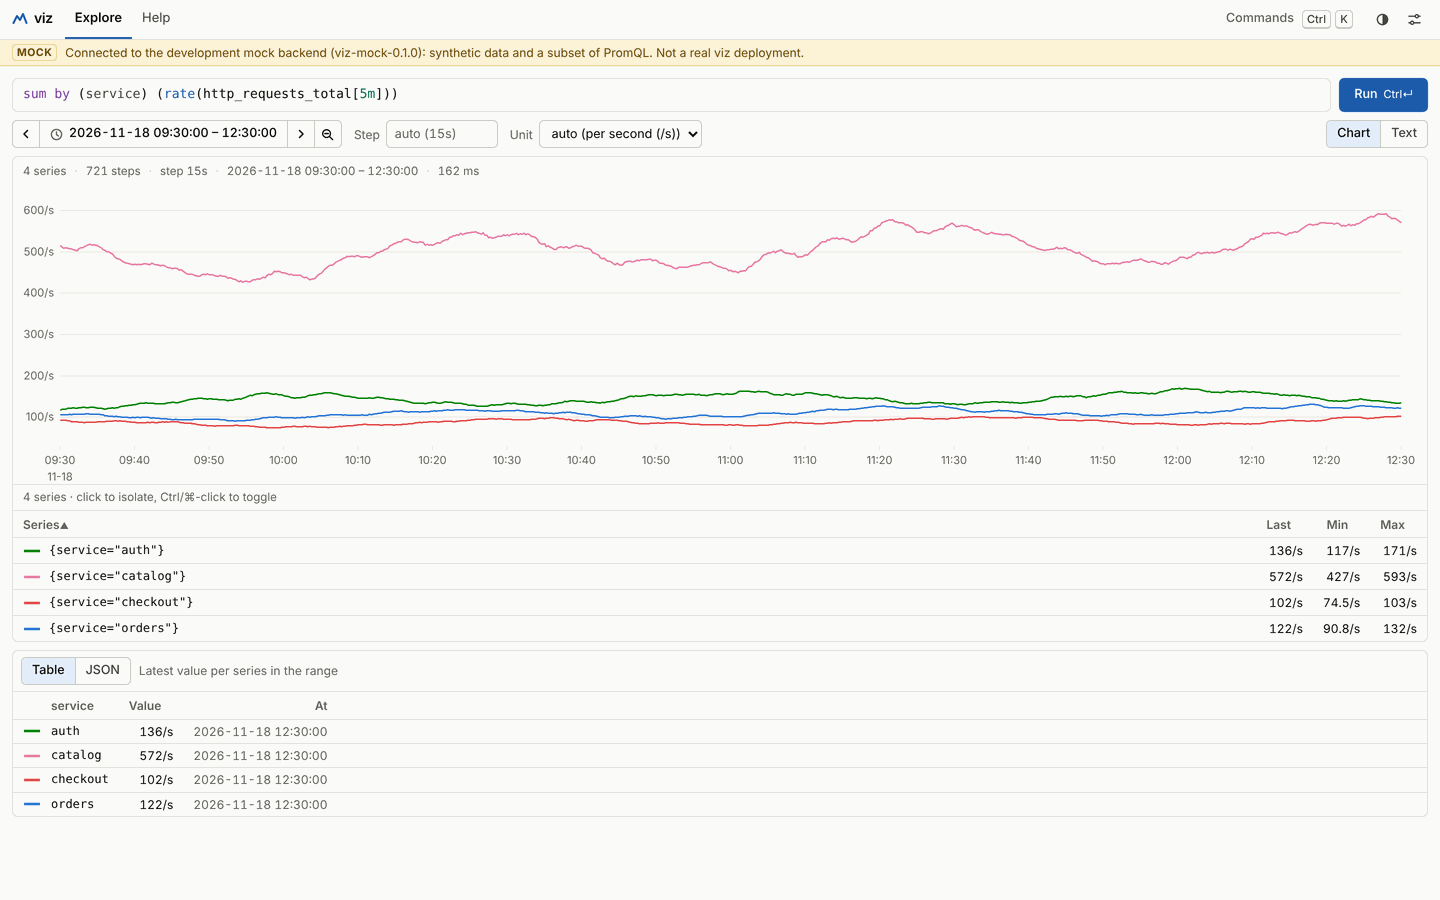 viz Explore Help Commands Ctrl K
MOCK Connected to the development mock backend (viz-mock-0.1.0): synthetic data and a subset of PromQL. Not a real viz deployment.
sum by (service) (rate(http_requests_total[5m])) Run Ctrl↵
2026-11-18 09:30:00 – 12:30:00 Step auto (15s) Unit auto (per second (/s)) Chart Text
4 series · 721 steps · step 15s · 2026-11-18 09:30:00 – 12:30:00 · 162 ms
600/s
500/s
400/s
300/s
200/s
100/s
09:30 09:40 09:50 10:00 10:10 10:20 10:30 10:40 10:50 11:00 11:10 11:20 11:30 11:40 11:50 12:00 12:10 12:20 12:30
11-18
4 series · click to isolate, Ctrl/⌘-click to toggle
Series▲ Last Min Max
{service="auth"} 136/s 117/s 171/s
{service="catalog"} 572/s 427/s 593/s
{service="checkout"} 102/s 74.5/s 103/s
{service="orders"} 122/s 90.8/s 132/s
Table JSON Latest value per series in the range
service Value At
auth 136/s 2026-11-18 12:30:00
catalog 572/s 2026-11-18 12:30:00
checkout 102/s 2026-11-18 12:30:00
orders 122/s 2026-11-18 12:30:00